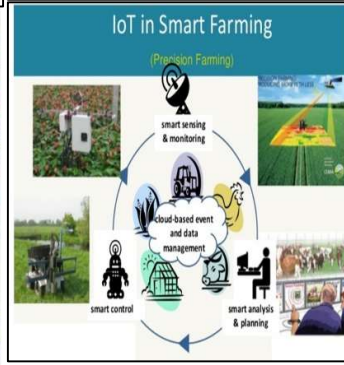 IoT in Smart Farming
(Precision Farming)
smart sensing
& monitoring
cloud-based event
and data
management
smart control
smart analysis
& planning